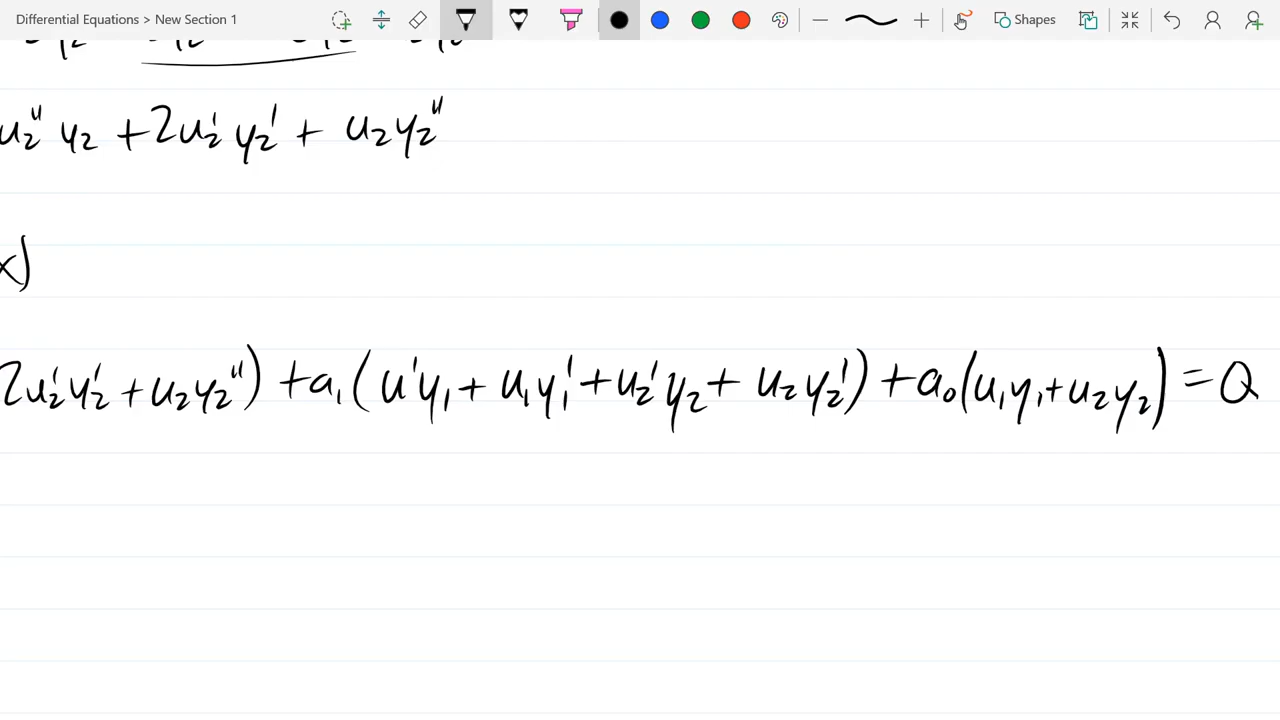 Differential Equations > New Section 1
Shapes
u₂'' y₂ + 2u₂' y₂' + u₂y₂''
x)
2u₂'y₂' + u₂y₂'') + a₁(u'y₁ + u₁y₁' + u₂'y₂ + u₂y₂') + a₀(u₁y₁+u₂y₂) = Q